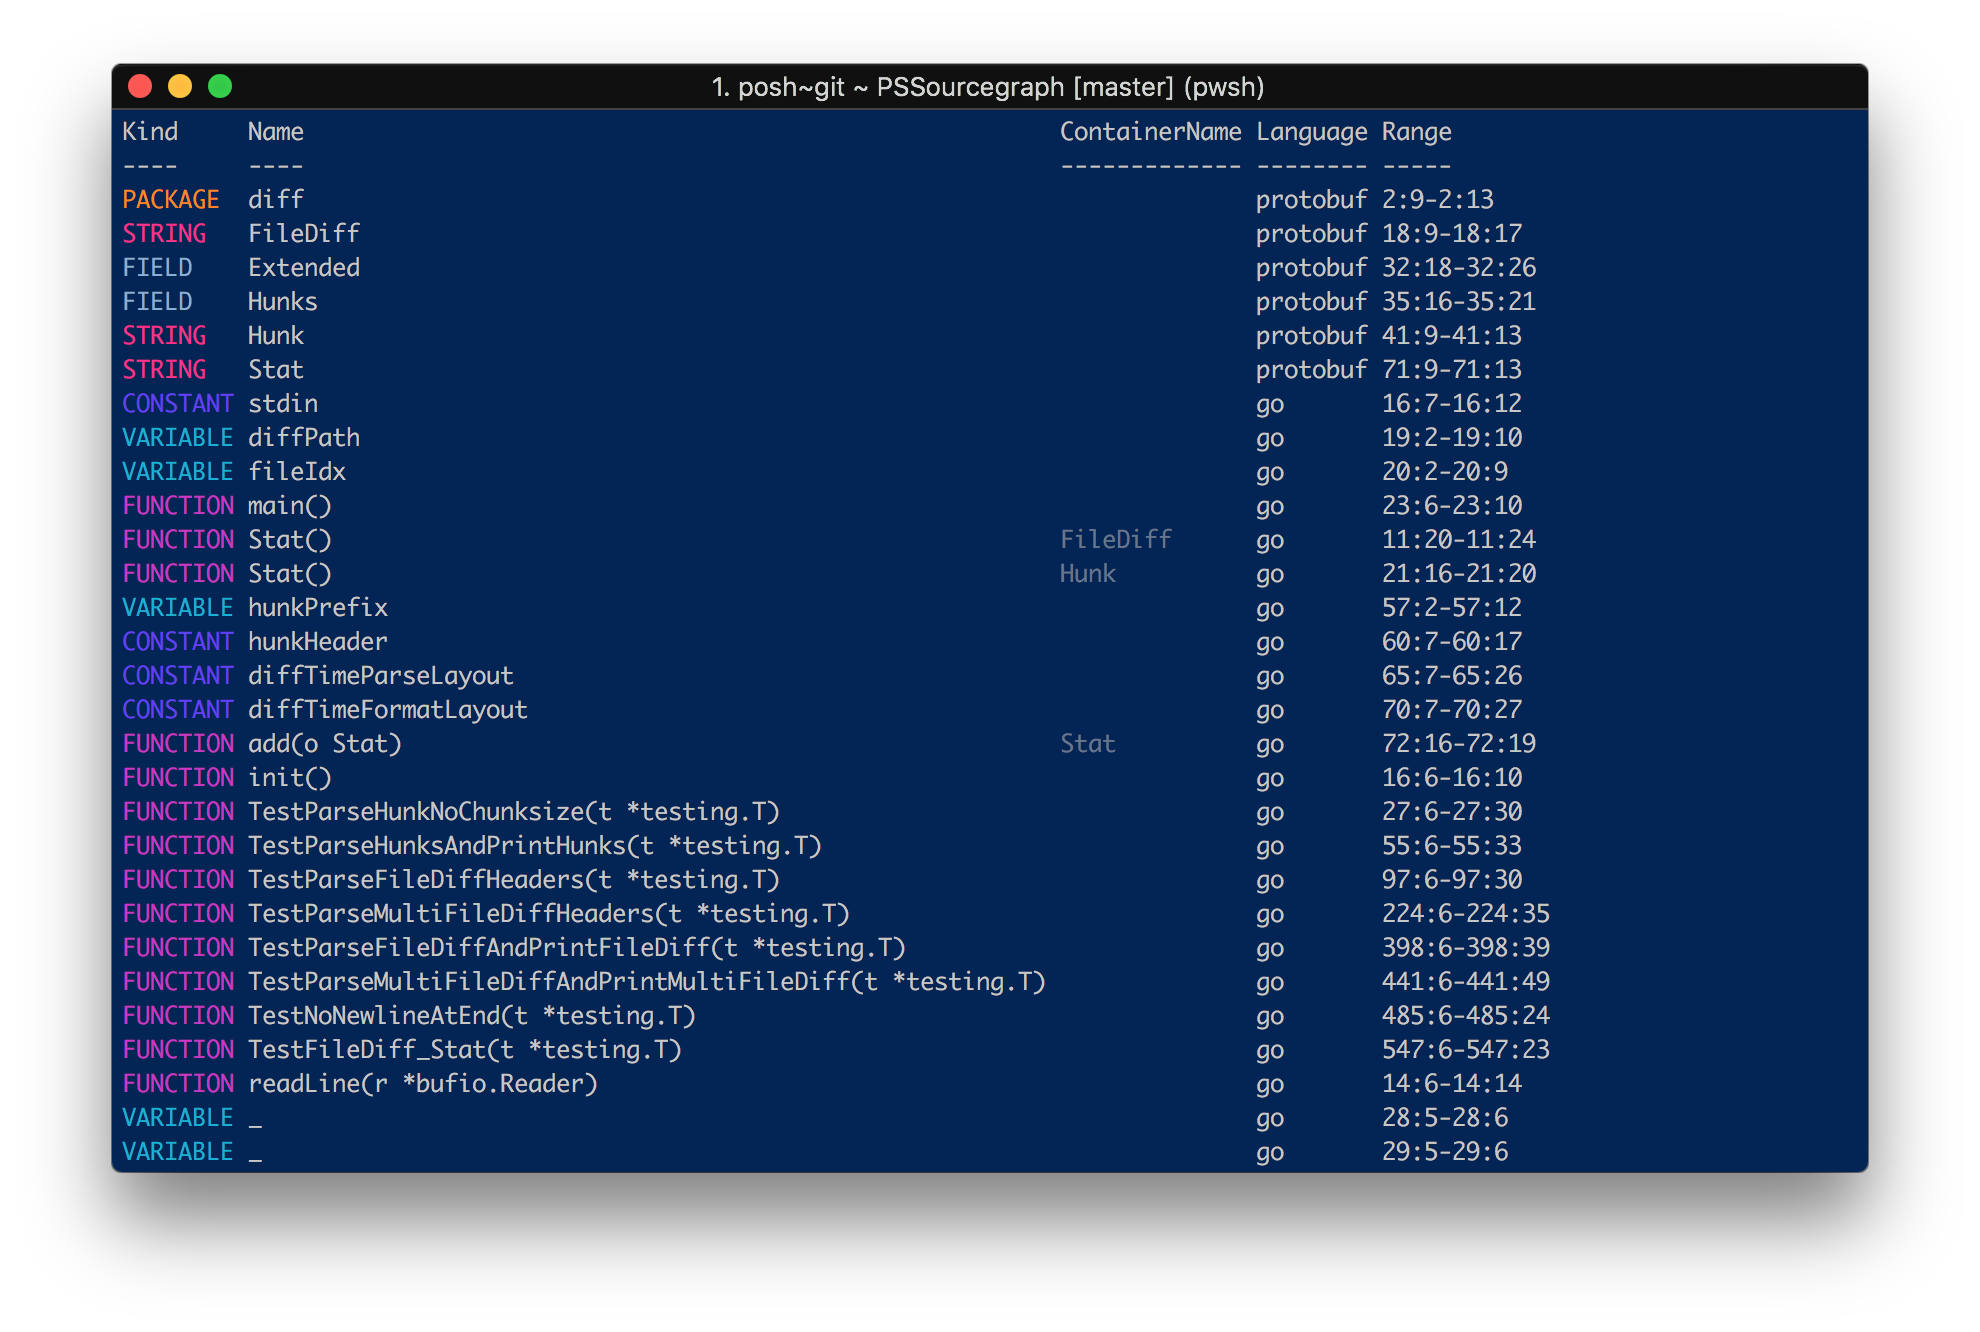 1. posh~git ~ PSSourcegraph [master] (pwsh)
Kind     Name                                                      ContainerName Language Range
----     ----                                                      ------------- -------- -----
PACKAGE  diff                                                                    protobuf 2:9-2:13
STRING   FileDiff                                                                protobuf 18:9-18:17
FIELD    Extended                                                                protobuf 32:18-32:26
FIELD    Hunks                                                                   protobuf 35:16-35:21
STRING   Hunk                                                                    protobuf 41:9-41:13
STRING   Stat                                                                    protobuf 71:9-71:13
CONSTANT stdin                                                                   go       16:7-16:12
VARIABLE diffPath                                                                go       19:2-19:10
VARIABLE fileIdx                                                                 go       20:2-20:9
FUNCTION main()                                                                  go       23:6-23:10
FUNCTION Stat()                                                    FileDiff      go       11:20-11:24
FUNCTION Stat()                                                    Hunk          go       21:16-21:20
VARIABLE hunkPrefix                                                              go       57:2-57:12
CONSTANT hunkHeader                                                              go       60:7-60:17
CONSTANT diffTimeParseLayout                                                     go       65:7-65:26
CONSTANT diffTimeFormatLayout                                                    go       70:7-70:27
FUNCTION add(o Stat)                                               Stat          go       72:16-72:19
FUNCTION init()                                                                  go       16:6-16:10
FUNCTION TestParseHunkNoChunksize(t *testing.T)                                  go       27:6-27:30
FUNCTION TestParseHunksAndPrintHunks(t *testing.T)                               go       55:6-55:33
FUNCTION TestParseFileDiffHeaders(t *testing.T)                                  go       97:6-97:30
FUNCTION TestParseMultiFileDiffHeaders(t *testing.T)                             go       224:6-224:35
FUNCTION TestParseFileDiffAndPrintFileDiff(t *testing.T)                         go       398:6-398:39
FUNCTION TestParseMultiFileDiffAndPrintMultiFileDiff(t *testing.T)               go       441:6-441:49
FUNCTION TestNoNewlineAtEnd(t *testing.T)                                        go       485:6-485:24
FUNCTION TestFileDiff_Stat(t *testing.T)                                         go       547:6-547:23
FUNCTION readLine(r *bufio.Reader)                                               go       14:6-14:14
VARIABLE _                                                                       go       28:5-28:6
VARIABLE _                                                                       go       29:5-29:6